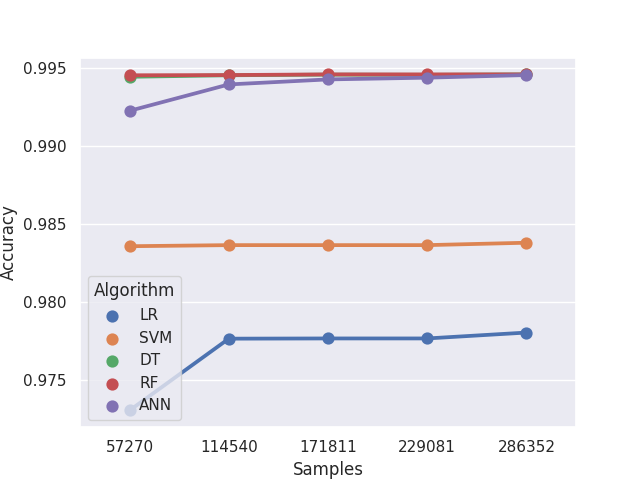 0.995
0.990
0.985
0.980
0.975
Accuracy
Algorithm
LR
SVM
DT
RF
ANN
57270 114540 171811 229081 286352
Samples